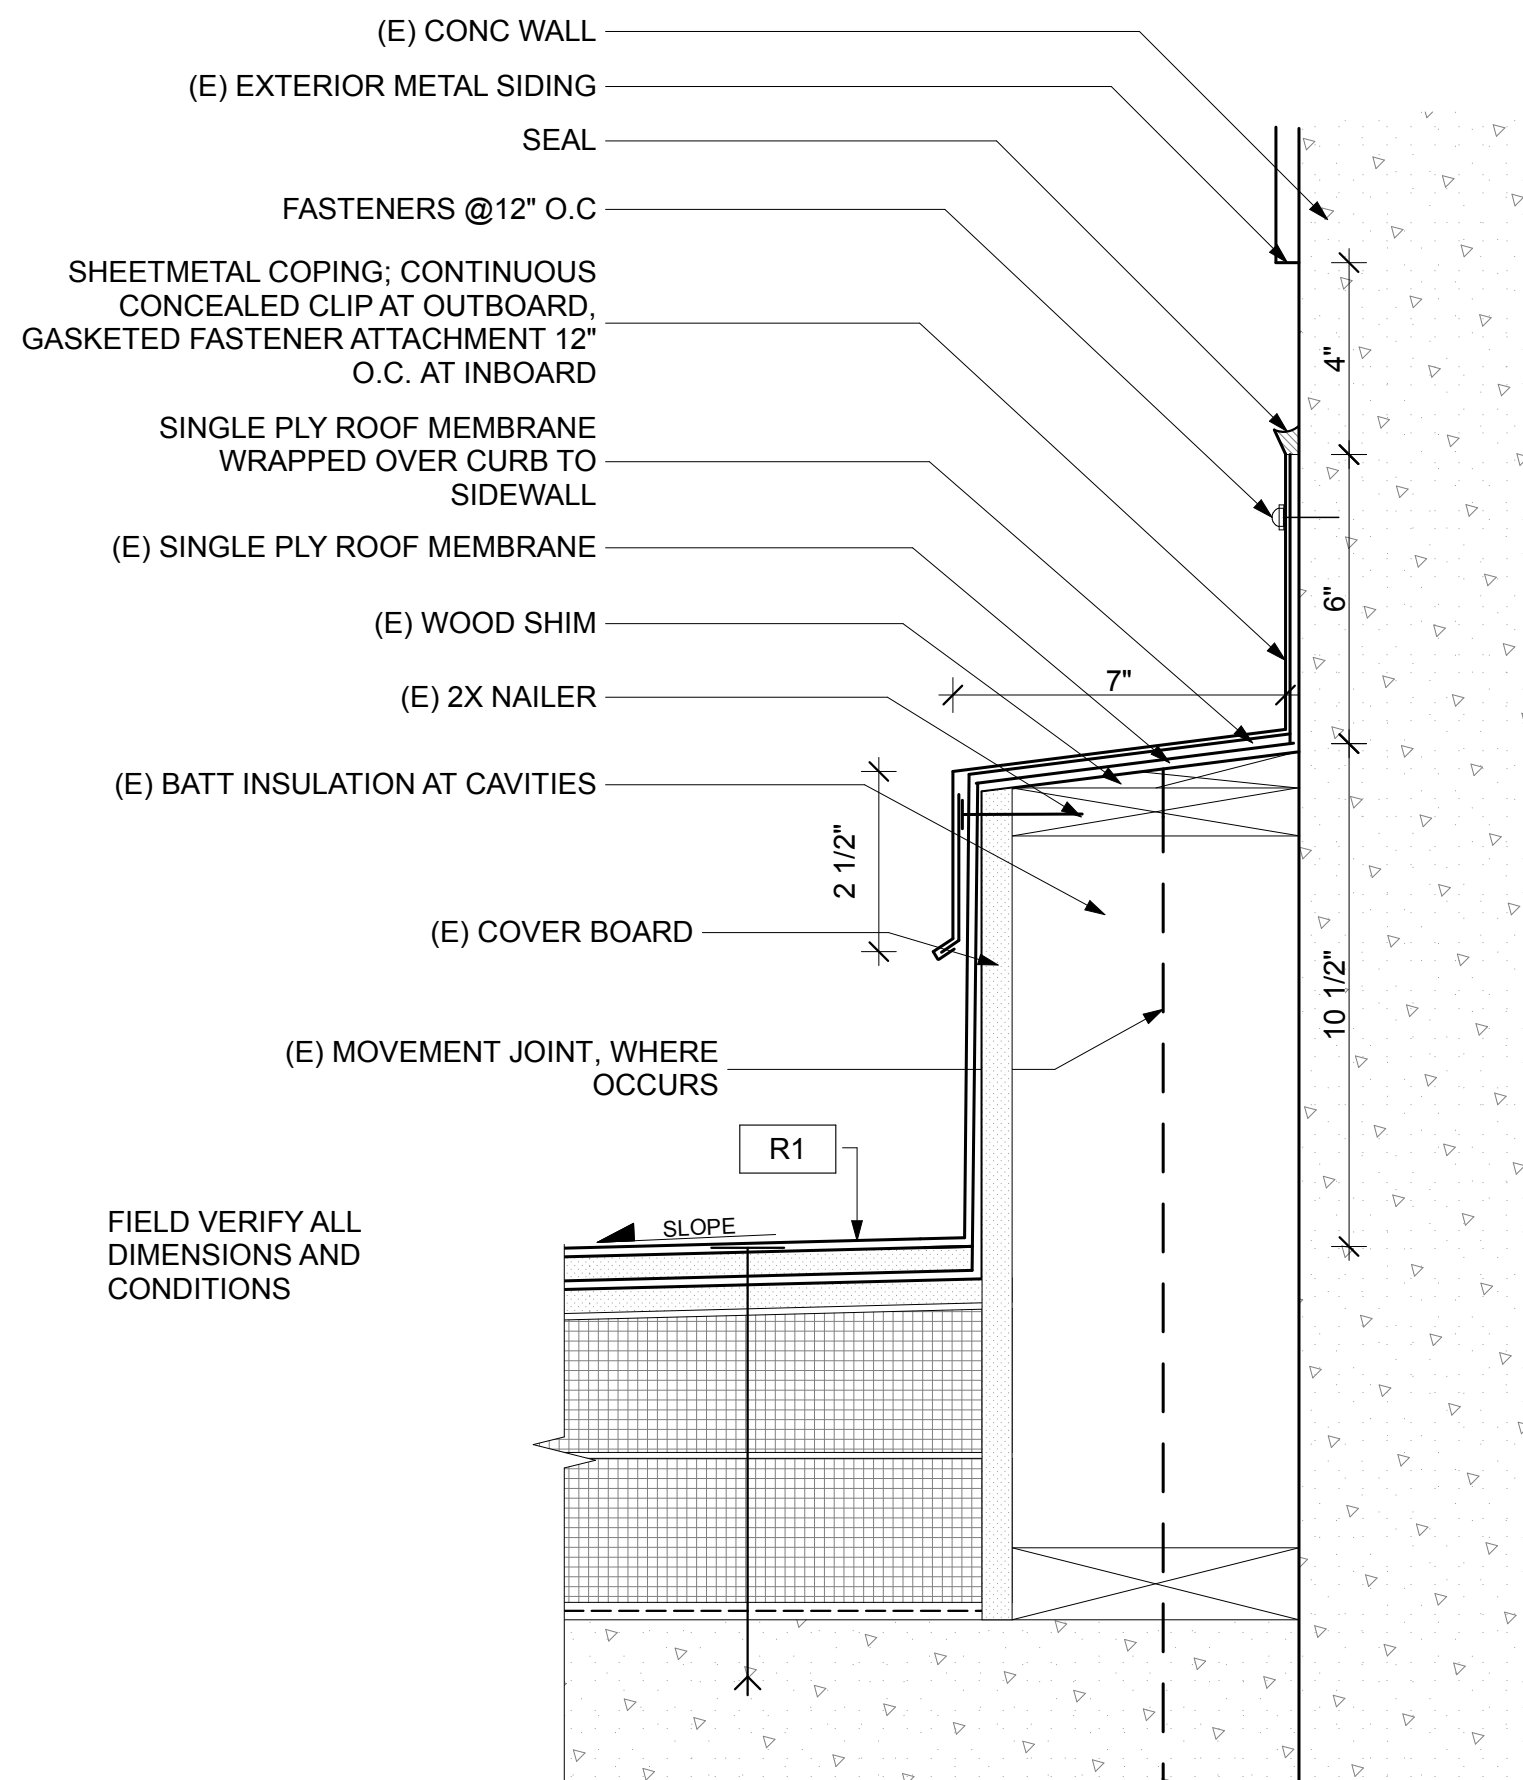 (E) CONC WALL
(E) EXTERIOR METAL SIDING
SEAL
FASTENERS @12" O.C
SHEETMETAL COPING; CONTINUOUS
CONCEALED CLIP AT OUTBOARD,
GASKETED FASTENER ATTACHMENT 12"
O.C. AT INBOARD
SINGLE PLY ROOF MEMBRANE
WRAPPED OVER CURB TO
SIDEWALL
(E) SINGLE PLY ROOF MEMBRANE
(E) WOOD SHIM
(E) 2X NAILER
(E) BATT INSULATION AT CAVITIES
(E) COVER BOARD
(E) MOVEMENT JOINT, WHERE
OCCURS
R1
SLOPE
FIELD VERIFY ALL
DIMENSIONS AND
CONDITIONS
4"
6"
7"
2 1/2"
10 1/2"